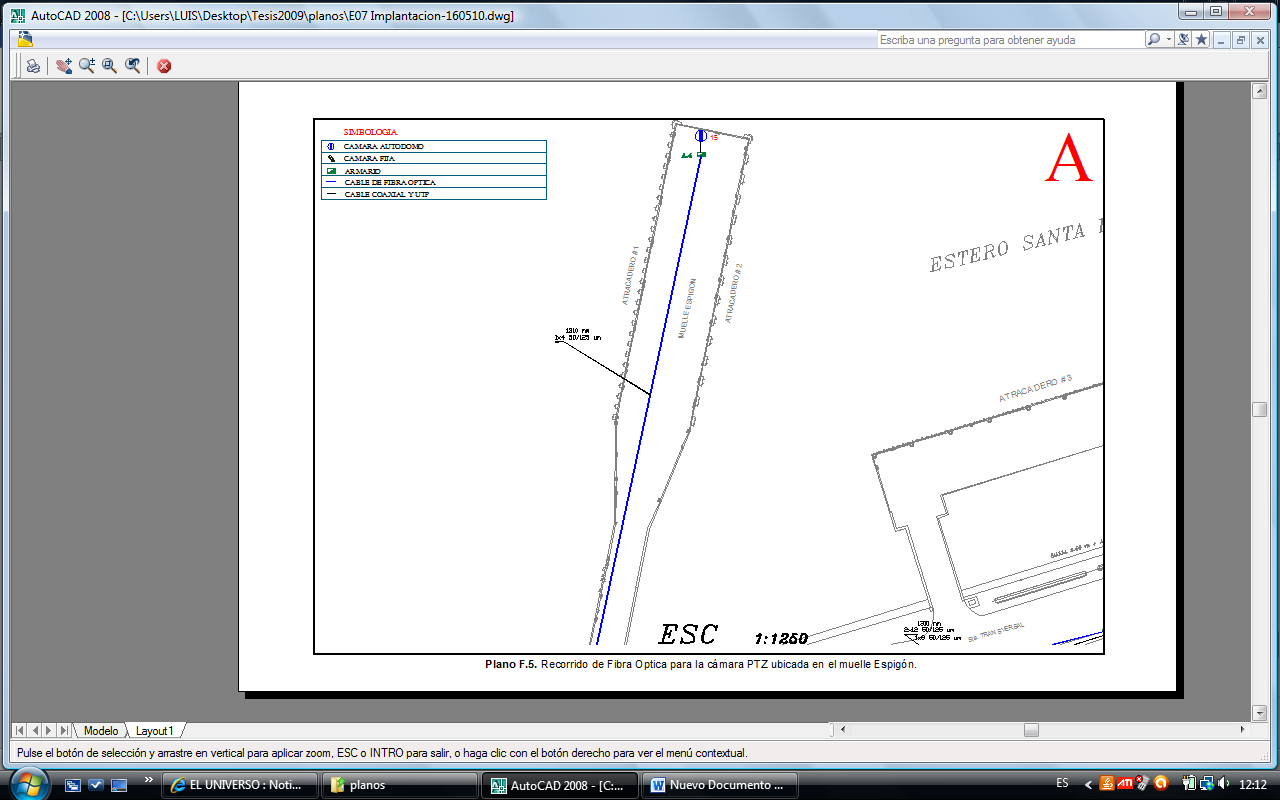 AutoCAD 2008 - [C:\Users\LUIS\Desktop\Tesis2009\planos\E07 Implantacion-160510.dwg]
Escriba una pregunta para obtener ayuda
SIMBOLOGIA
CAMARA AUTODOMO
CAMARA FIJA
ARMARIO
CABLE DE FIBRA OPTICA
CABLE COAXIAL Y UTP
15
A
ESTERO SANTA
ATRACADERO #1
MUELLE ESPIGON
ATRACADERO # 2
1310 nm
ATRACADERO #3
ESC 1:1250
TRANSVERSAL
Plano F.5. Recorrido de Fibra Optica para la cámara PTZ ubicada en el muelle Espigón.
Modelo Layout1
Pulse el botón de selección y arrastre en vertical para aplicar zoom, ESC o INTRO para salir, o haga clic con el botón derecho para ver el menú contextual.
EL UNIVERSO : Noti... planos AutoCAD 2008 - [C:... Nuevo Documento ... ES ATI 12:12